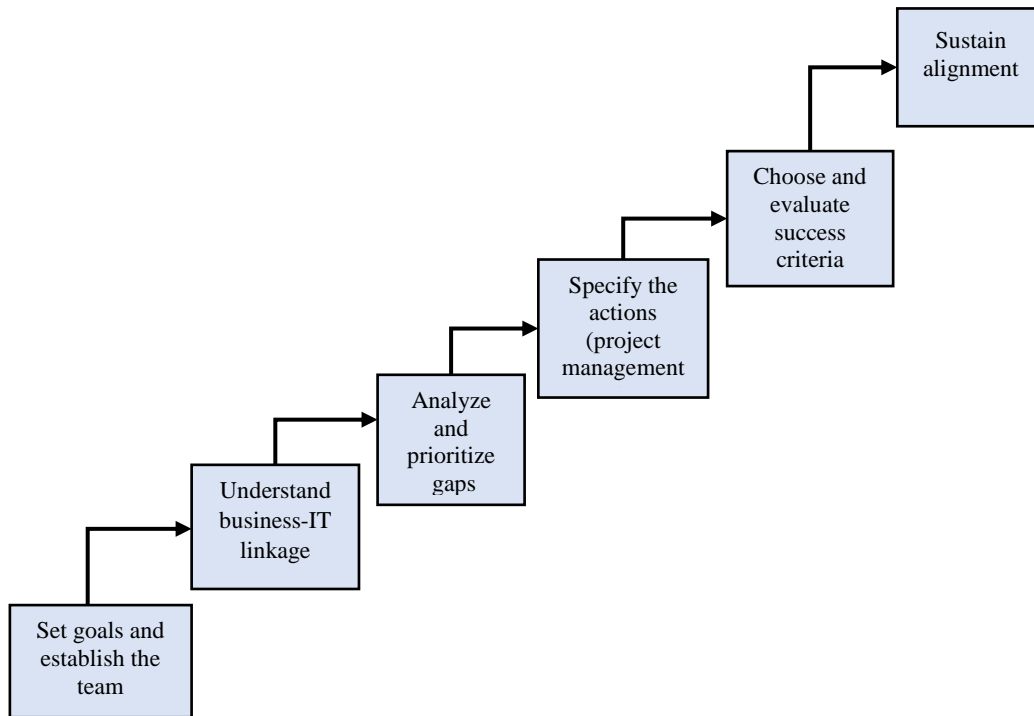 Sustain
alignment
Choose and
evaluate
success
criteria
Specify the
actions
(project
management
Analyze
and
prioritize
gaps
Understand
business-IT
linkage
Set goals and
establish the
team